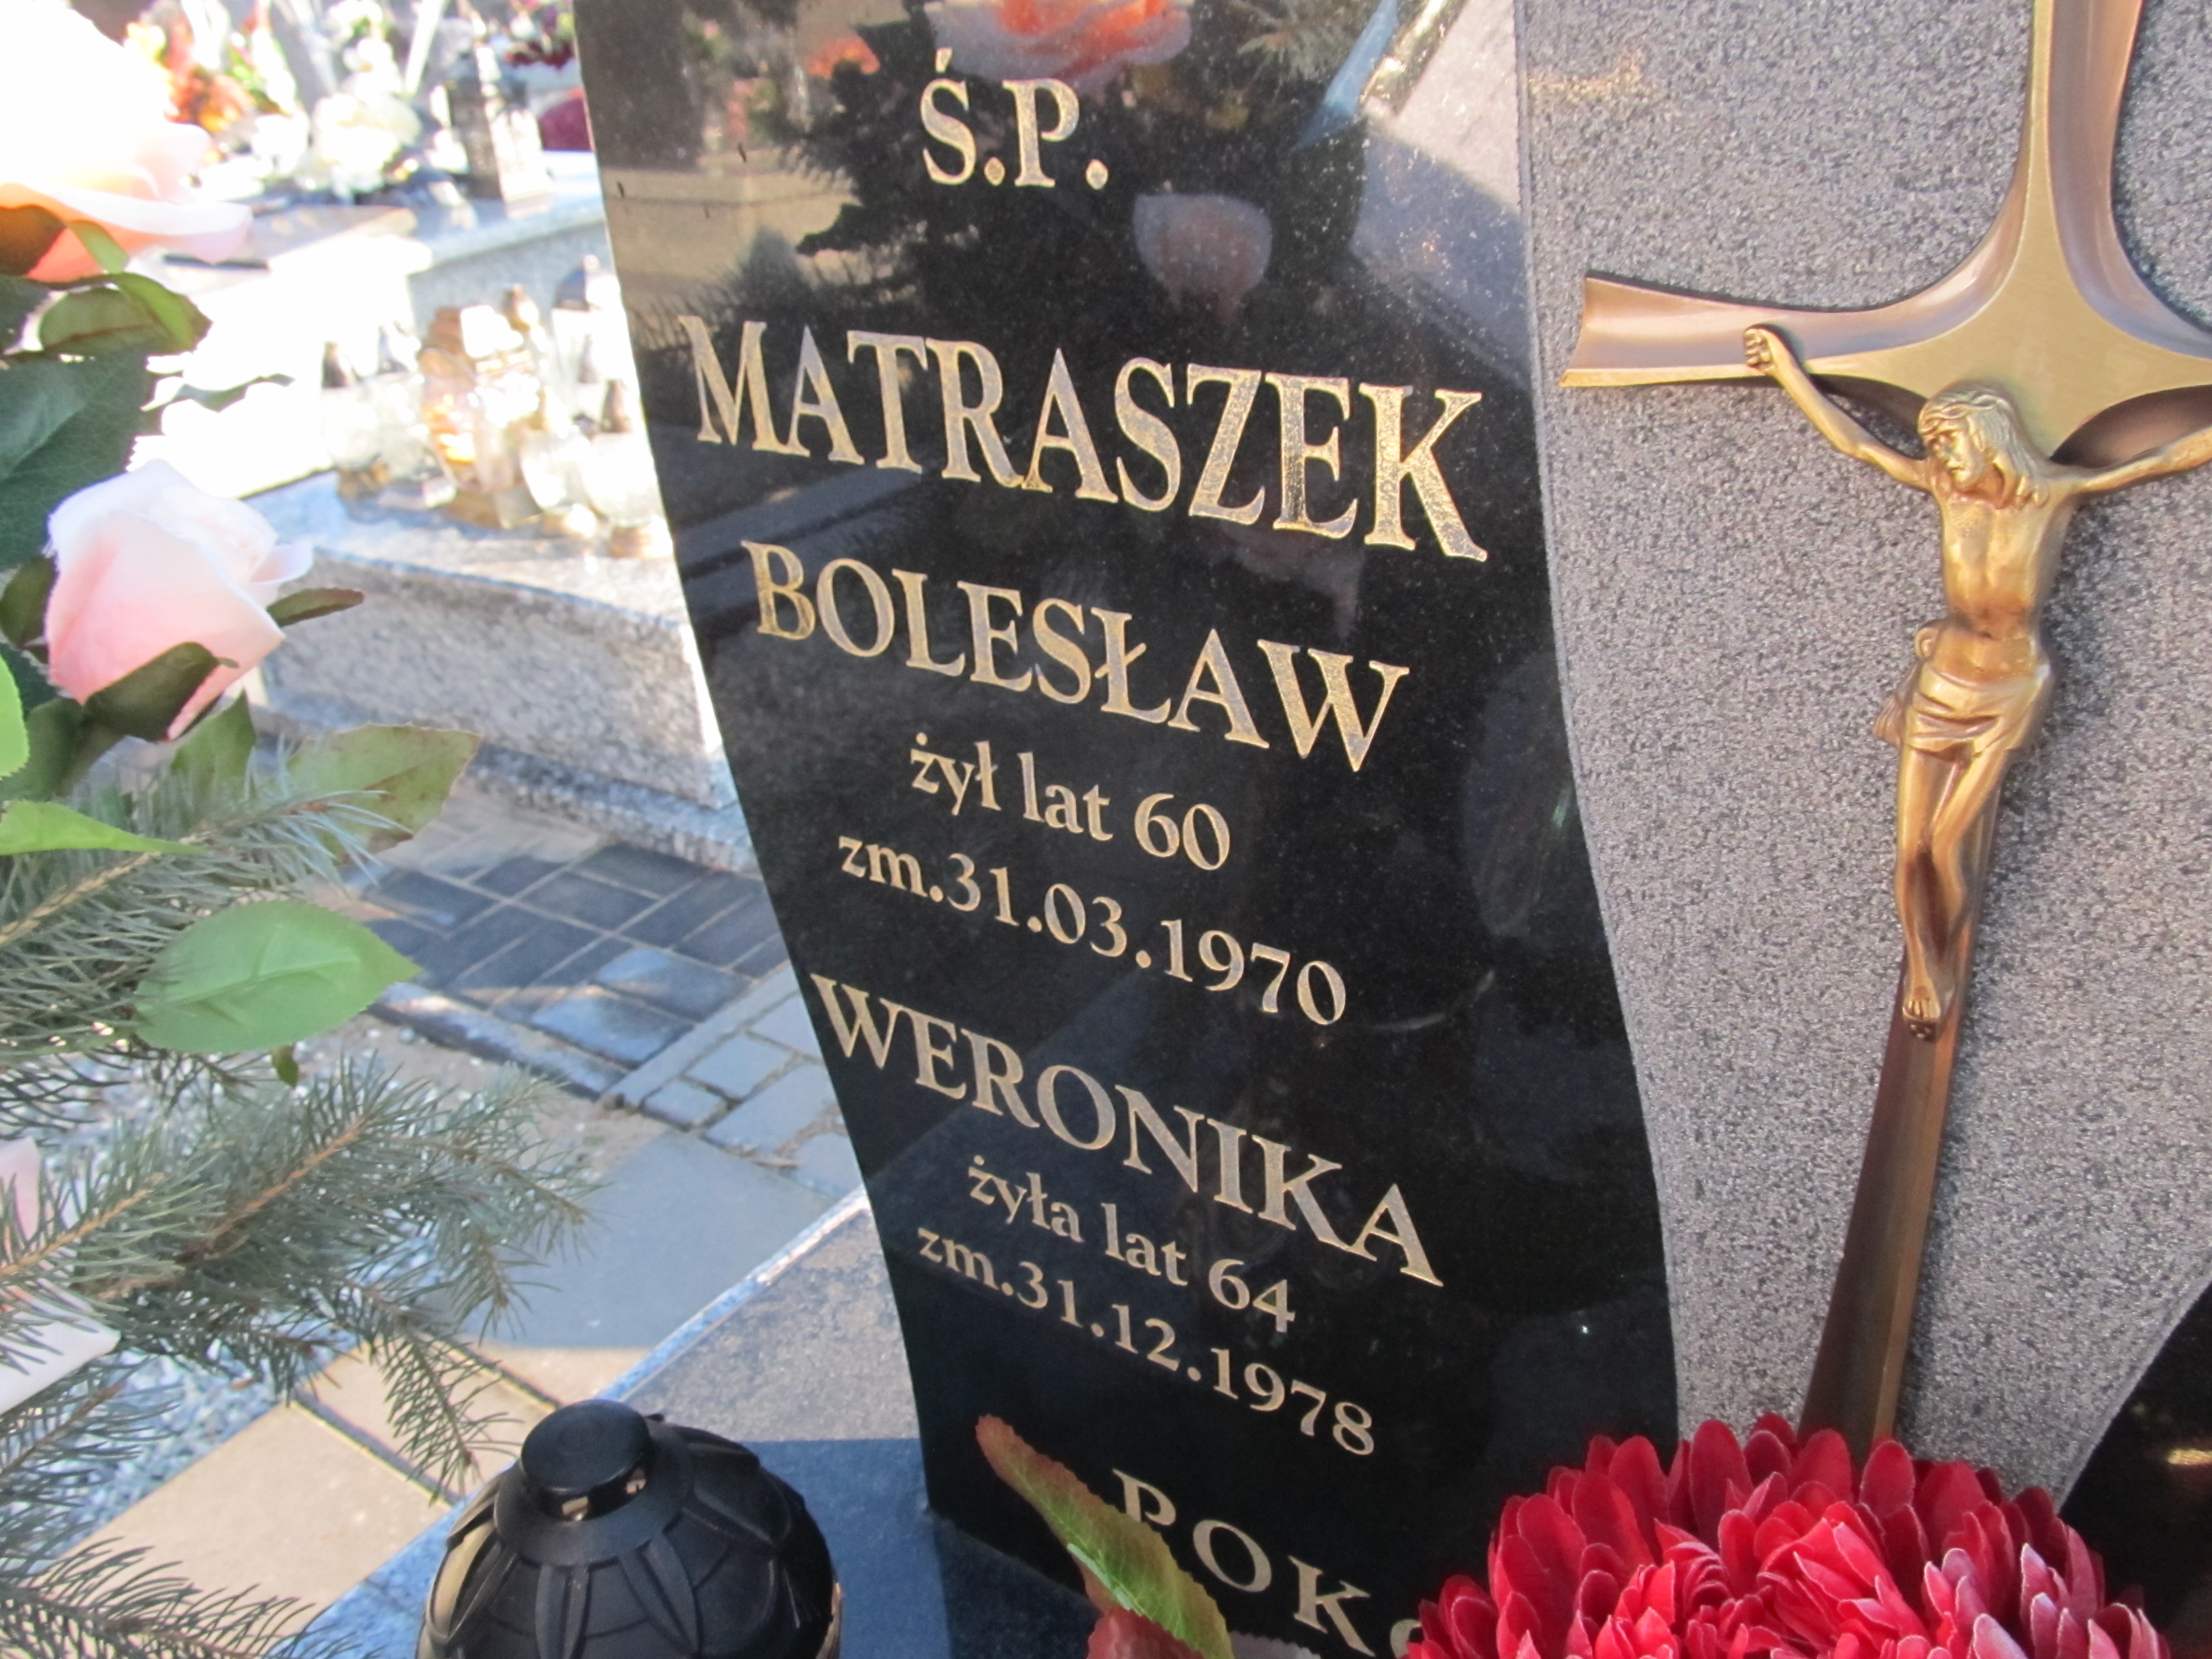 Ś.P.
MATRASZEK
BOLESŁAW
żył lat 60
zm.31.03.1970
WERONIKA
żyła lat 64
zm.31.12.1978